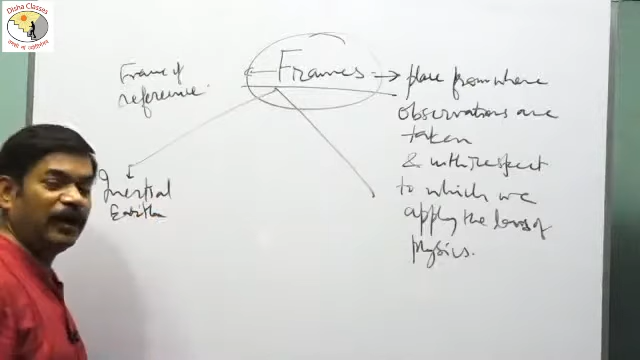 Disha Classes
Frames
Frame of
reference.
place from where
observations are
taken
& with respect
to which we
apply the laws of
physics.
Inertial
Earth